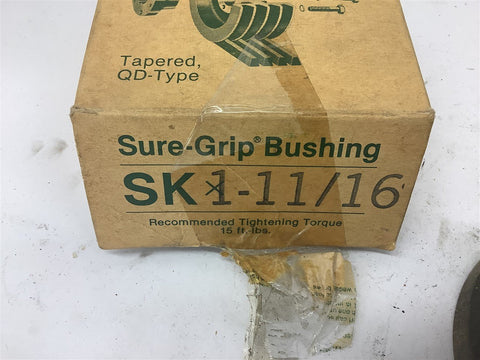 Tapered,
QD-Type
Sure-Grip® Bushing
SK x 1-11/16
Recommended Tightening Torque
15 ft.-lbs.